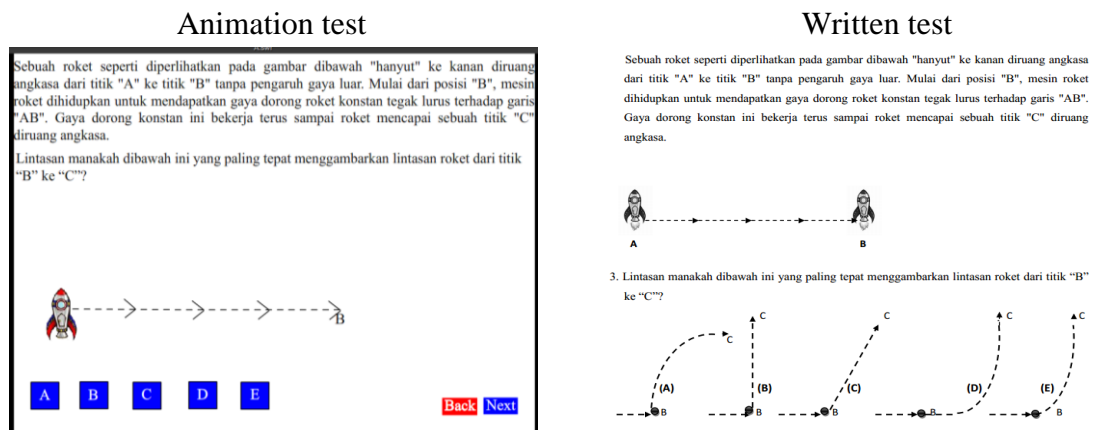 Animation test
Sebuah roket seperti diperlihatkan pada gambar dibawah "hanyut" ke kanan diruang
angkasa dari titik "A" ke titik "B" tanpa pengaruh gaya luar. Mulai dari posisi "B", mesin
roket dihidupkan untuk mendapatkan gaya dorong roket konstan tegak lurus terhadap garis
"AB". Gaya dorong konstan ini bekerja terus sampai roket mencapai sebuah titik "C"
diruang angkasa.
Lintasan manakah dibawah ini yang paling tepat menggambarkan lintasan roket dari titik
“B” ke “C”?
B
A B C D E
Back Next
Written test
Sebuah roket seperti diperlihatkan pada gambar dibawah "hanyut" ke kanan diruang angkasa
dari titik "A" ke titik "B" tanpa pengaruh gaya luar. Mulai dari posisi "B", mesin roket
dihidupkan untuk mendapatkan gaya dorong roket konstan tegak lurus terhadap garis "AB".
Gaya dorong konstan ini bekerja terus sampai roket mencapai sebuah titik "C" diruang
angkasa.
A B
3. Lintasan manakah dibawah ini yang paling tepat menggambarkan lintasan roket dari titik “B”
ke “C”?
C C C C C
(A) (B) (C) (D) (E)
B B B B B